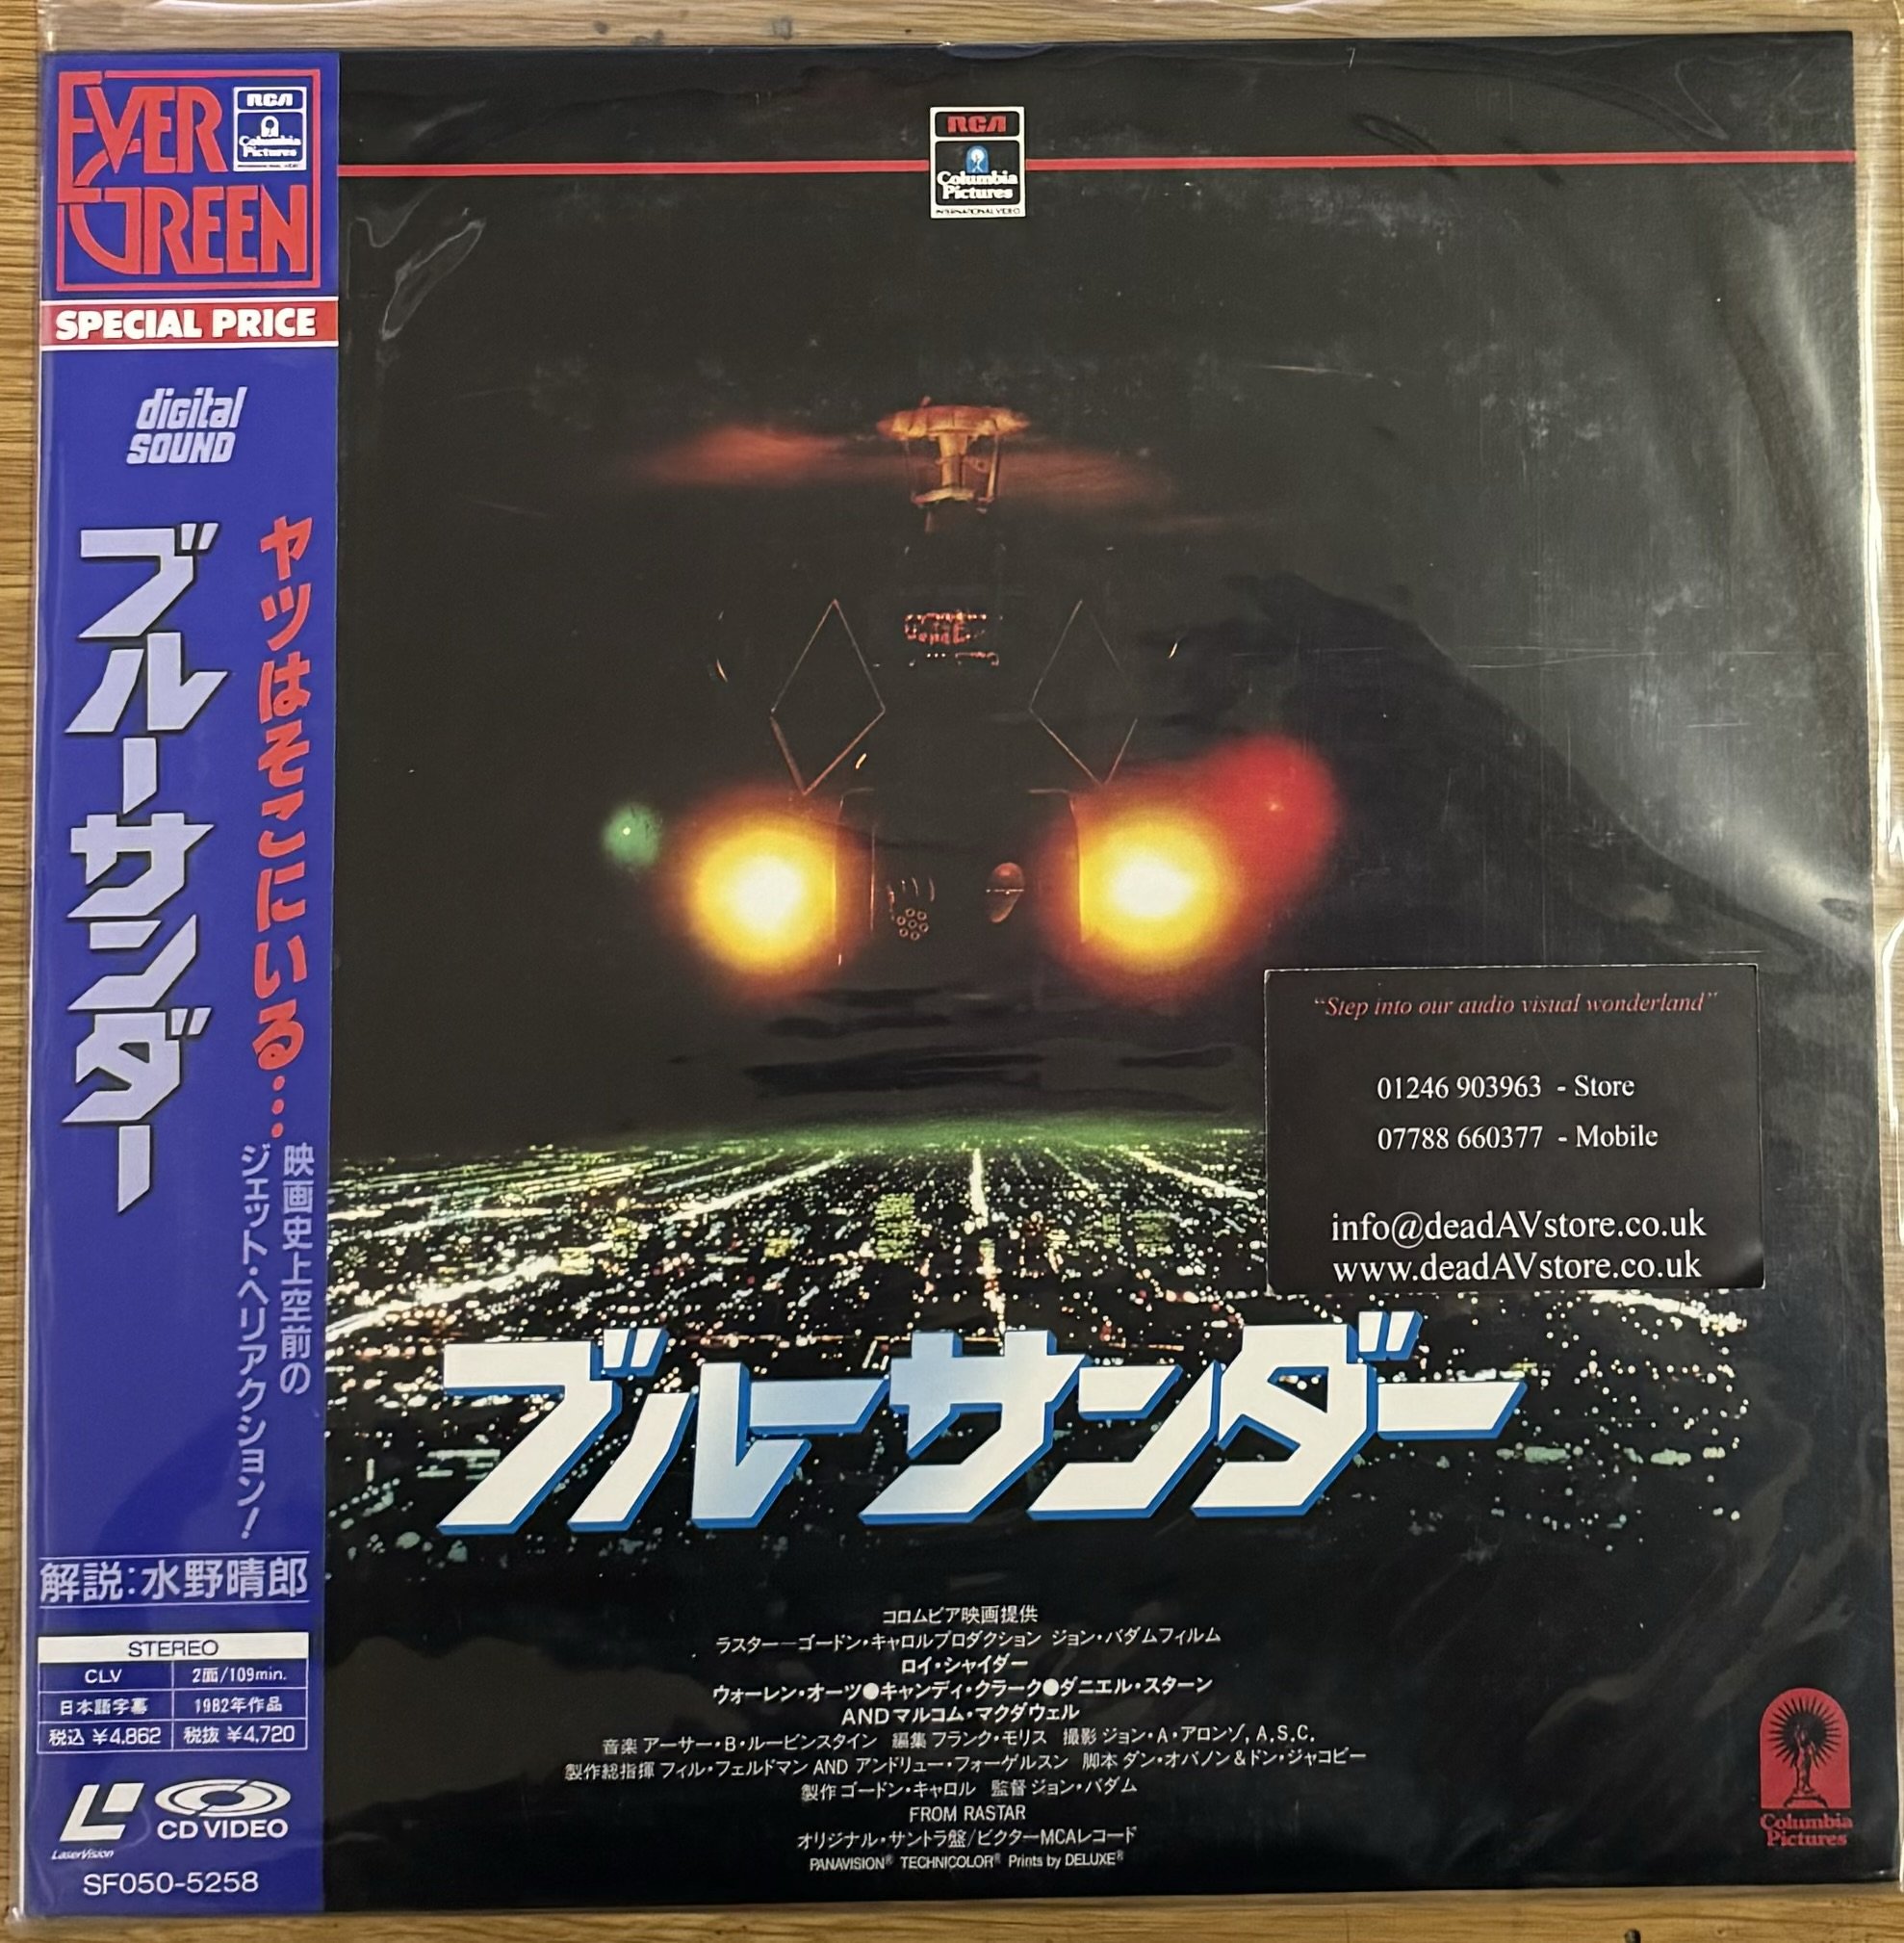 EVER
GREEN
RCA
Columbia
Pictures
SPECIAL PRICE
digital
SOUND
ヤツはそこにいる…
ブルーサンダー
映画史上空前の
ジェット・ヘリアクション!
解説:水野晴郎
STEREO
CLV 2面/109min.
日本語字幕 1982年作品
税込 ¥4,862 税抜 ¥4,720
LaserVision
CD VIDEO
SF050-5258
RCA
Columbia
Pictures
INTERNATIONAL VIDEO
"Step into our audio visual wonderland"
01246 903963 - Store
07788 660377 - Mobile
info@deadAVstore.co.uk
www.deadAVstore.co.uk
ブルーサンダー
コロムビア映画提供
ラスター―ゴードン・キャロルプロダクション ジョン・バダムフィルム
ロイ・シャイダー
ウォーレン・オーツ●キャンディ・クラーク●ダニエル・スターン
ANDマルコム・マクダウェル
音楽 アーサー・B・ルービンスタイン 編集 フランク・モリス 撮影 ジョン・A・アロンゾ, A.S.C.
製作総指揮 フィル・フェルドマン AND アンドリュー・フォーゲルスン 脚本 ダン・オバノン&ドン・ジャコビー
製作 ゴードン・キャロル 監督 ジョン・バダム
FROM RASTAR
オリジナル・サントラ盤/ビクターMCAレコード
PANAVISION® TECHNICOLOR® Prints by DELUXE®
Columbia
Pictures